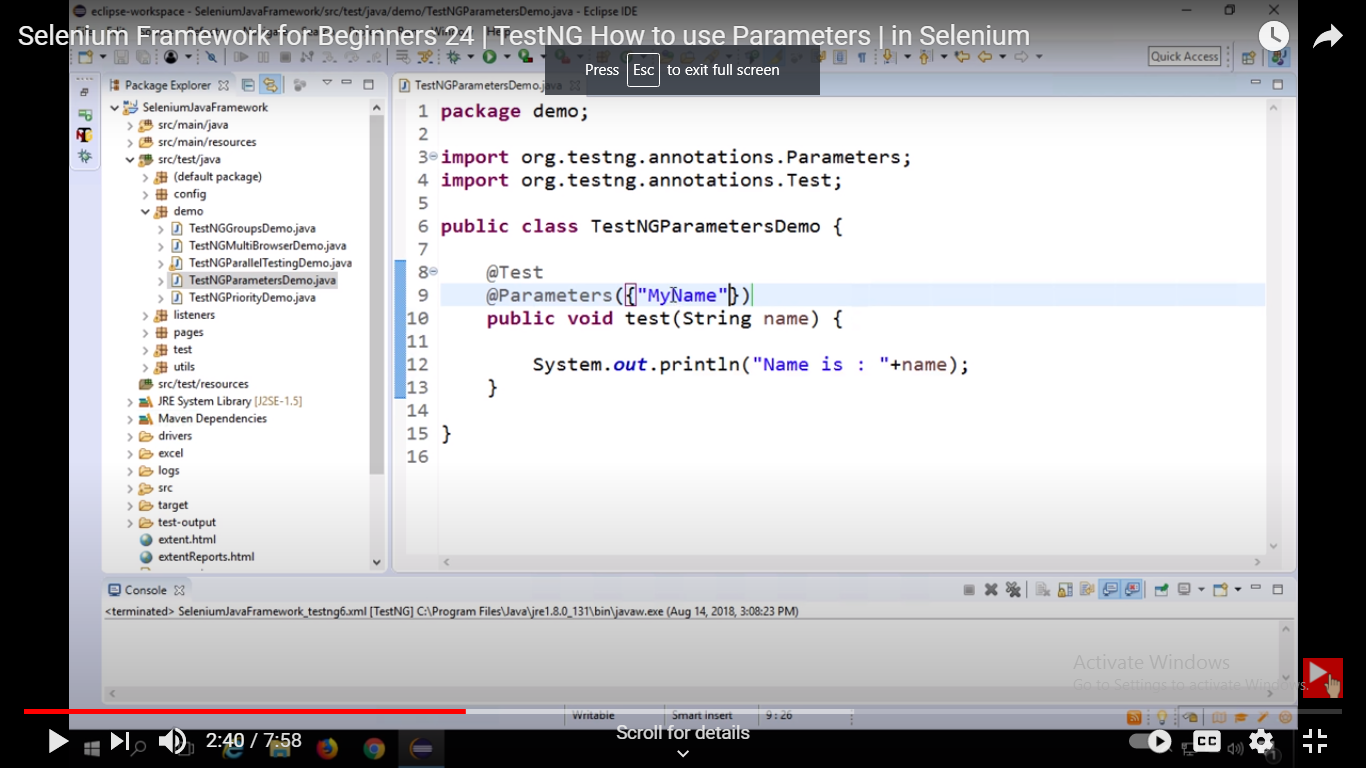 eclipse-workspace - SeleniumJavaFramework/src/test/java/demo/TestNGParametersDemo.java - Eclipse IDE
Selenium Framework for Beginners 24 | TestNG How to use Parameters | in Selenium
Press Esc to exit full screen
Quick Access
Package Explorer
TestNGParametersDemo.java
SeleniumJavaFramework
src/main/java
src/main/resources
src/test/java
(default package)
config
demo
TestNGGroupsDemo.java
TestNGMultiBrowserDemo.java
TestNGParallelTestingDemo.java
TestNGParametersDemo.java
TestNGPriorityDemo.java
listeners
pages
test
utils
src/test/resources
JRE System Library [J2SE-1.5]
Maven Dependencies
drivers
excel
logs
src
target
test-output
extent.html
extentReports.html
1 package demo;
2
3 import org.testng.annotations.Parameters;
4 import org.testng.annotations.Test;
5
6 public class TestNGParametersDemo {
7
8 @Test
9 @Parameters({"MyName"})
10 public void test(String name) {
11
12 System.out.println("Name is : "+name);
13 }
14
15 }
16
Console
<terminated> SeleniumJavaFramework_testng6.xml [TestNG] C:\Program Files\Java\jre1.8.0_131\bin\javaw.exe (Aug 14, 2018, 3:08:23 PM)
Activate Windows
Go to Settings to activate Windows.
Writable
Smart Insert
9 : 26
2:40 / 7:58
Scroll for details
CC